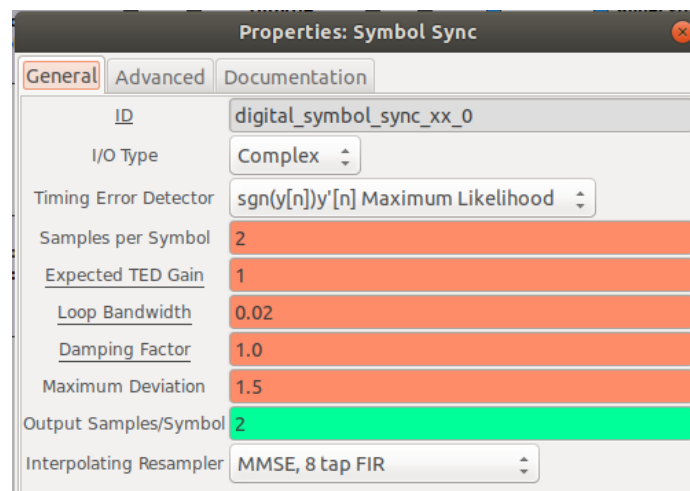 Properties: Symbol Sync
General Advanced Documentation
ID digital_symbol_sync_xx_0
I/O Type Complex
Timing Error Detector sgn(y[n])y'[n] Maximum Likelihood
Samples per Symbol 2
Expected TED Gain 1
Loop Bandwidth 0.02
Damping Factor 1.0
Maximum Deviation 1.5
Output Samples/Symbol 2
Interpolating Resampler MMSE, 8 tap FIR